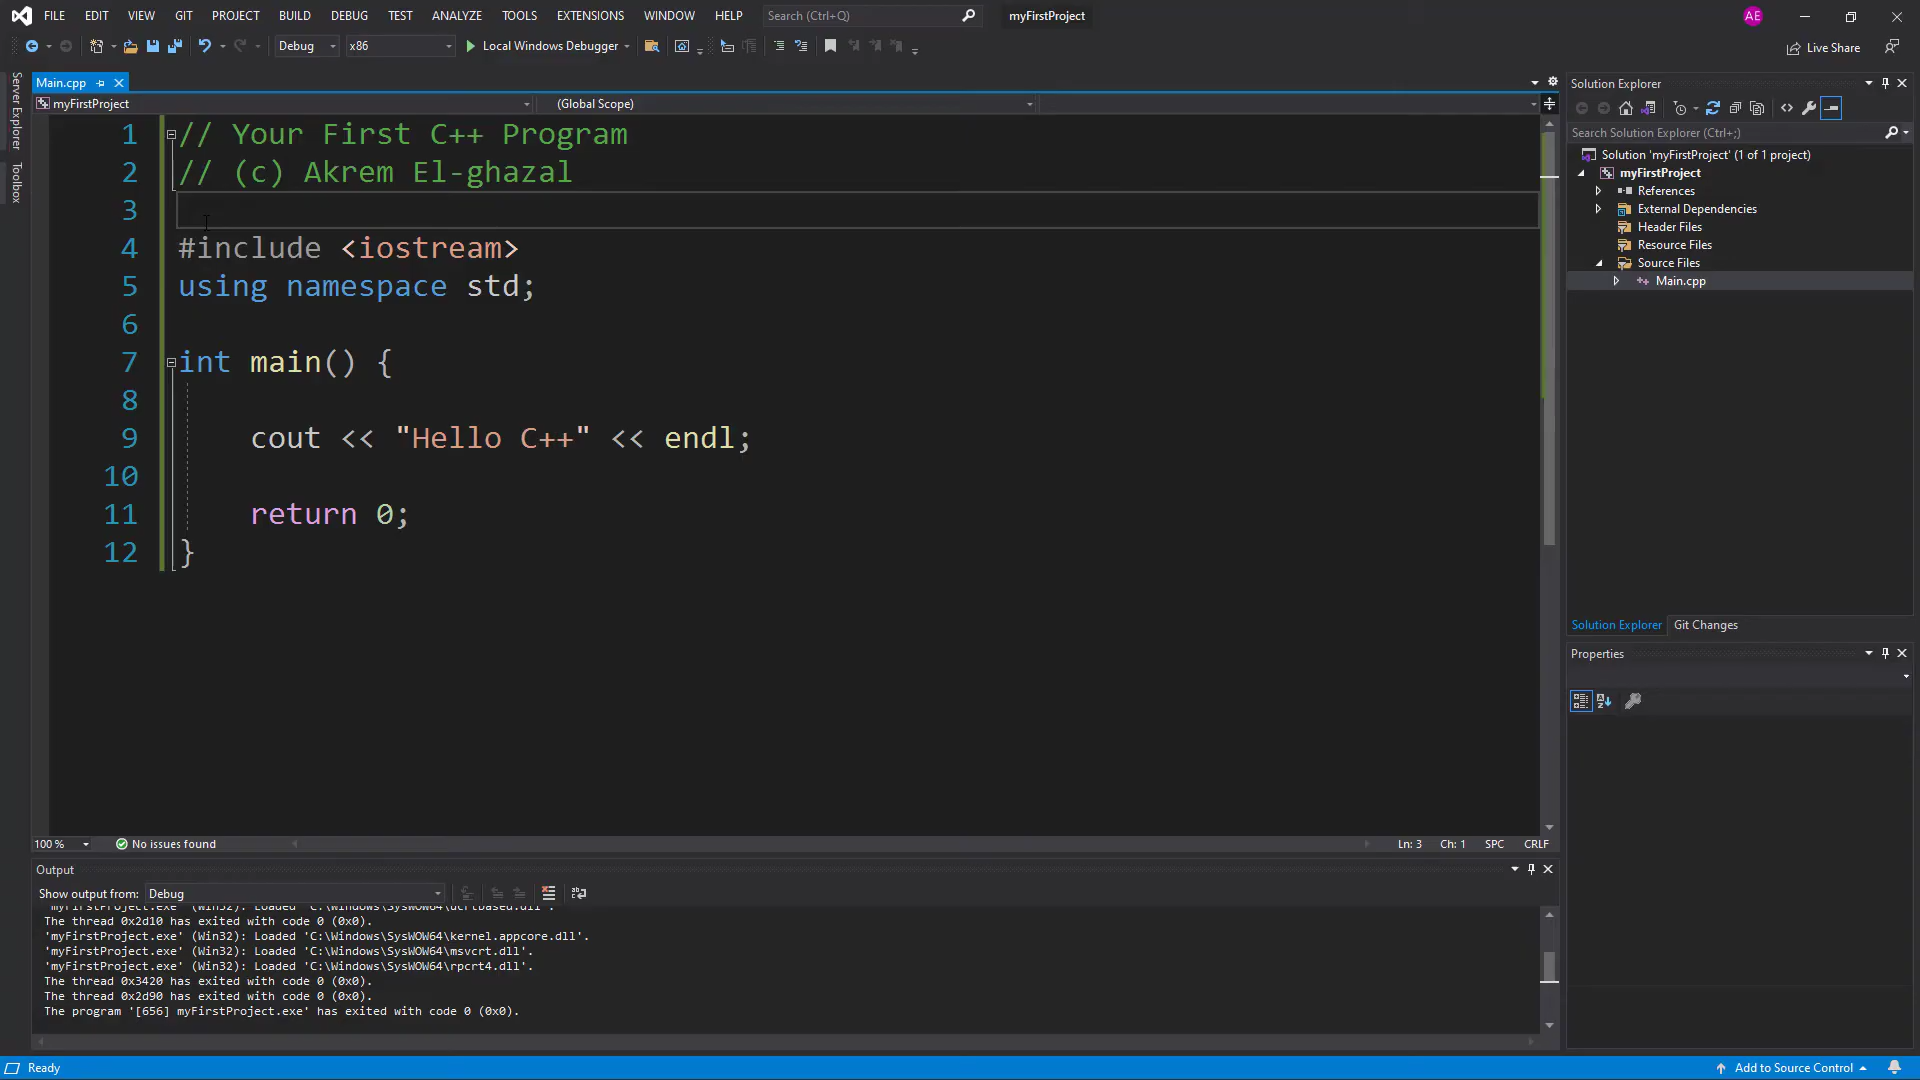 FILE EDIT VIEW GIT PROJECT BUILD DEBUG TEST ANALYZE TOOLS EXTENSIONS WINDOW HELP Search (Ctrl+Q) myFirstProject AE
Debug x86 Local Windows Debugger Live Share
Server Explorer
Toolbox
Main.cpp
myFirstProject (Global Scope)
1 // Your First C++ Program
2 // (c) Akrem El-ghazal
3
4 #include <iostream>
5 using namespace std;
6
7 int main() {
8
9 cout << "Hello C++" << endl;
10
11 return 0;
12 }
100 % No issues found Ln: 3 Ch: 1 SPC CRLF
Output
Show output from: Debug
'myFirstProject.exe' (Win32): Loaded 'C:\Windows\SysWOW64\ucrtbased.dll'.
The thread 0x2d10 has exited with code 0 (0x0).
'myFirstProject.exe' (Win32): Loaded 'C:\Windows\SysWOW64\kernel.appcore.dll'.
'myFirstProject.exe' (Win32): Loaded 'C:\Windows\SysWOW64\msvcrt.dll'.
'myFirstProject.exe' (Win32): Loaded 'C:\Windows\SysWOW64\rpcrt4.dll'.
The thread 0x3420 has exited with code 0 (0x0).
The thread 0x2d90 has exited with code 0 (0x0).
The program '[656] myFirstProject.exe' has exited with code 0 (0x0).
Solution Explorer
Search Solution Explorer (Ctrl+;)
Solution 'myFirstProject' (1 of 1 project)
myFirstProject
References
External Dependencies
Header Files
Resource Files
Source Files
Main.cpp
Solution Explorer Git Changes
Properties
Ready Add to Source Control